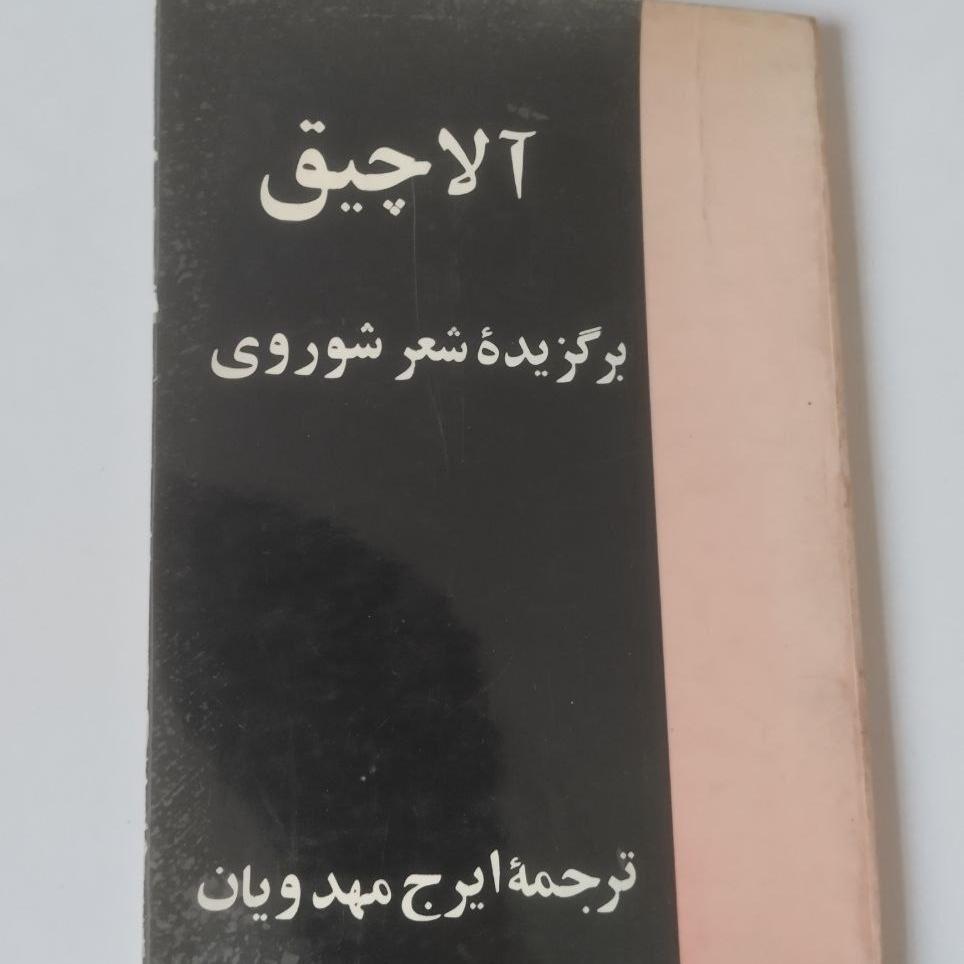 آلاچیق
برگزیدهٔ شعر شوروی
ترجمهٔ ایرج مهدویان